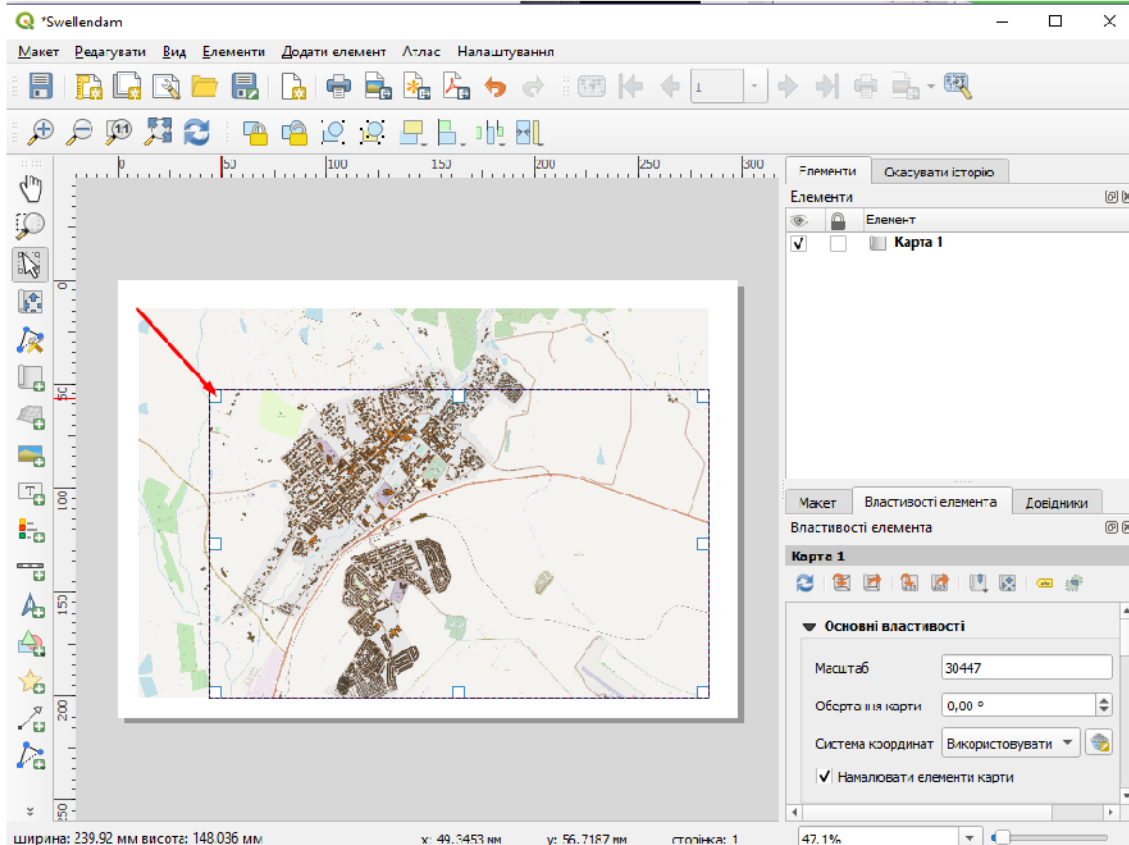 *Swellendam
Макет Редагувати Вид Елементи Додати елемент Атлас Налаштування
1
0 50 100 150 200 250 300
Елементи Скасувати історію
Елементи
Елемент
Карта 1
0
50
100
150
200
250
Макет Властивості елемента Довідники
Властивості елемента
Карта 1
Основні властивості
Масштаб 30447
Обертання карти 0,00 °
Система координат Використовувати
Намалювати елементи карти
ширина: 239.92 мм висота: 148.036 мм x: 49.3453 мм y: 56.7187 мм сторінка: 1 47.1%